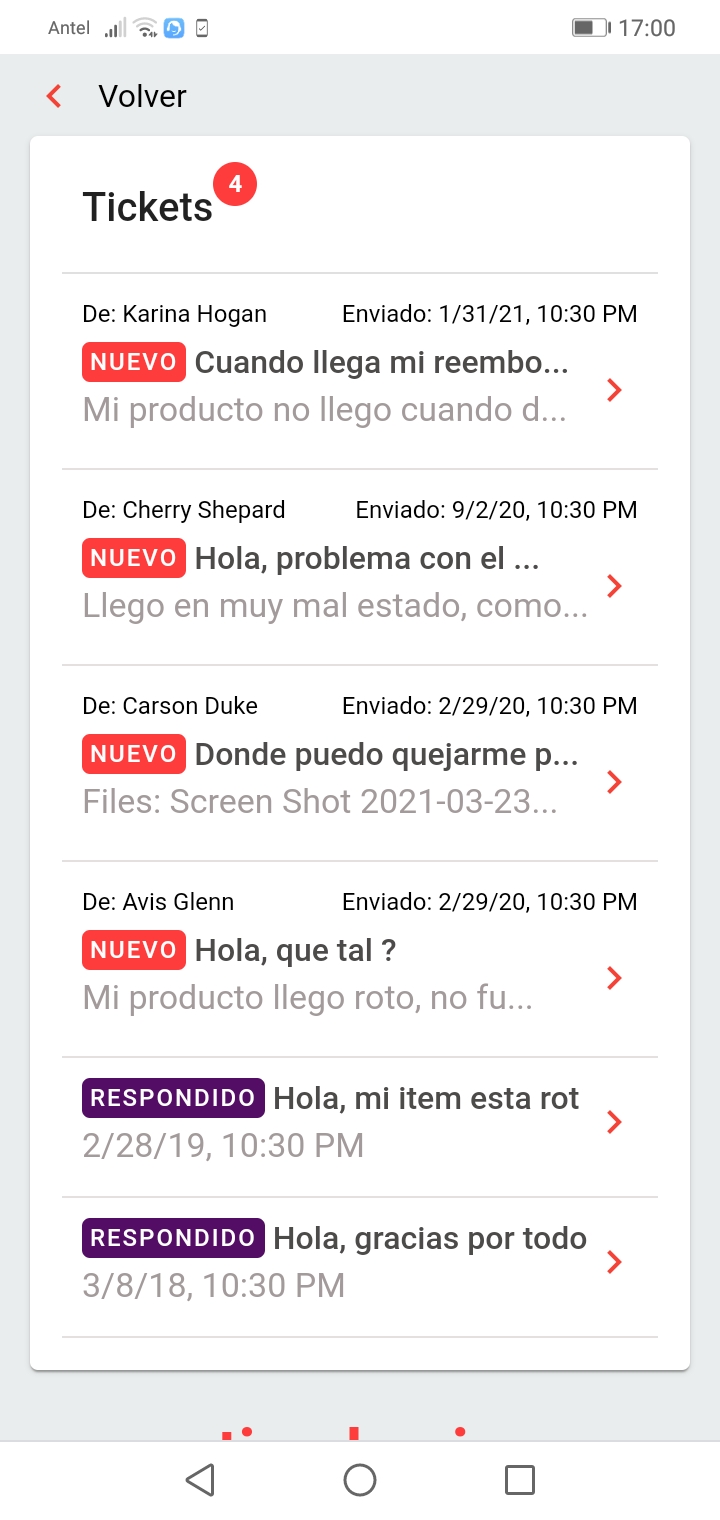 Antel 17:00
Volver
Tickets 4
De: Karina Hogan Enviado: 1/31/21, 10:30 PM
NUEVO Cuando llega mi reembo...
Mi producto no llego cuando d...
De: Cherry Shepard Enviado: 9/2/20, 10:30 PM
NUEVO Hola, problema con el ...
Llego en muy mal estado, como...
De: Carson Duke Enviado: 2/29/20, 10:30 PM
NUEVO Donde puedo quejarme p...
Files: Screen Shot 2021-03-23...
De: Avis Glenn Enviado: 2/29/20, 10:30 PM
NUEVO Hola, que tal ?
Mi producto llego roto, no fu...
RESPONDIDO Hola, mi item esta rot
2/28/19, 10:30 PM
RESPONDIDO Hola, gracias por todo
3/8/18, 10:30 PM